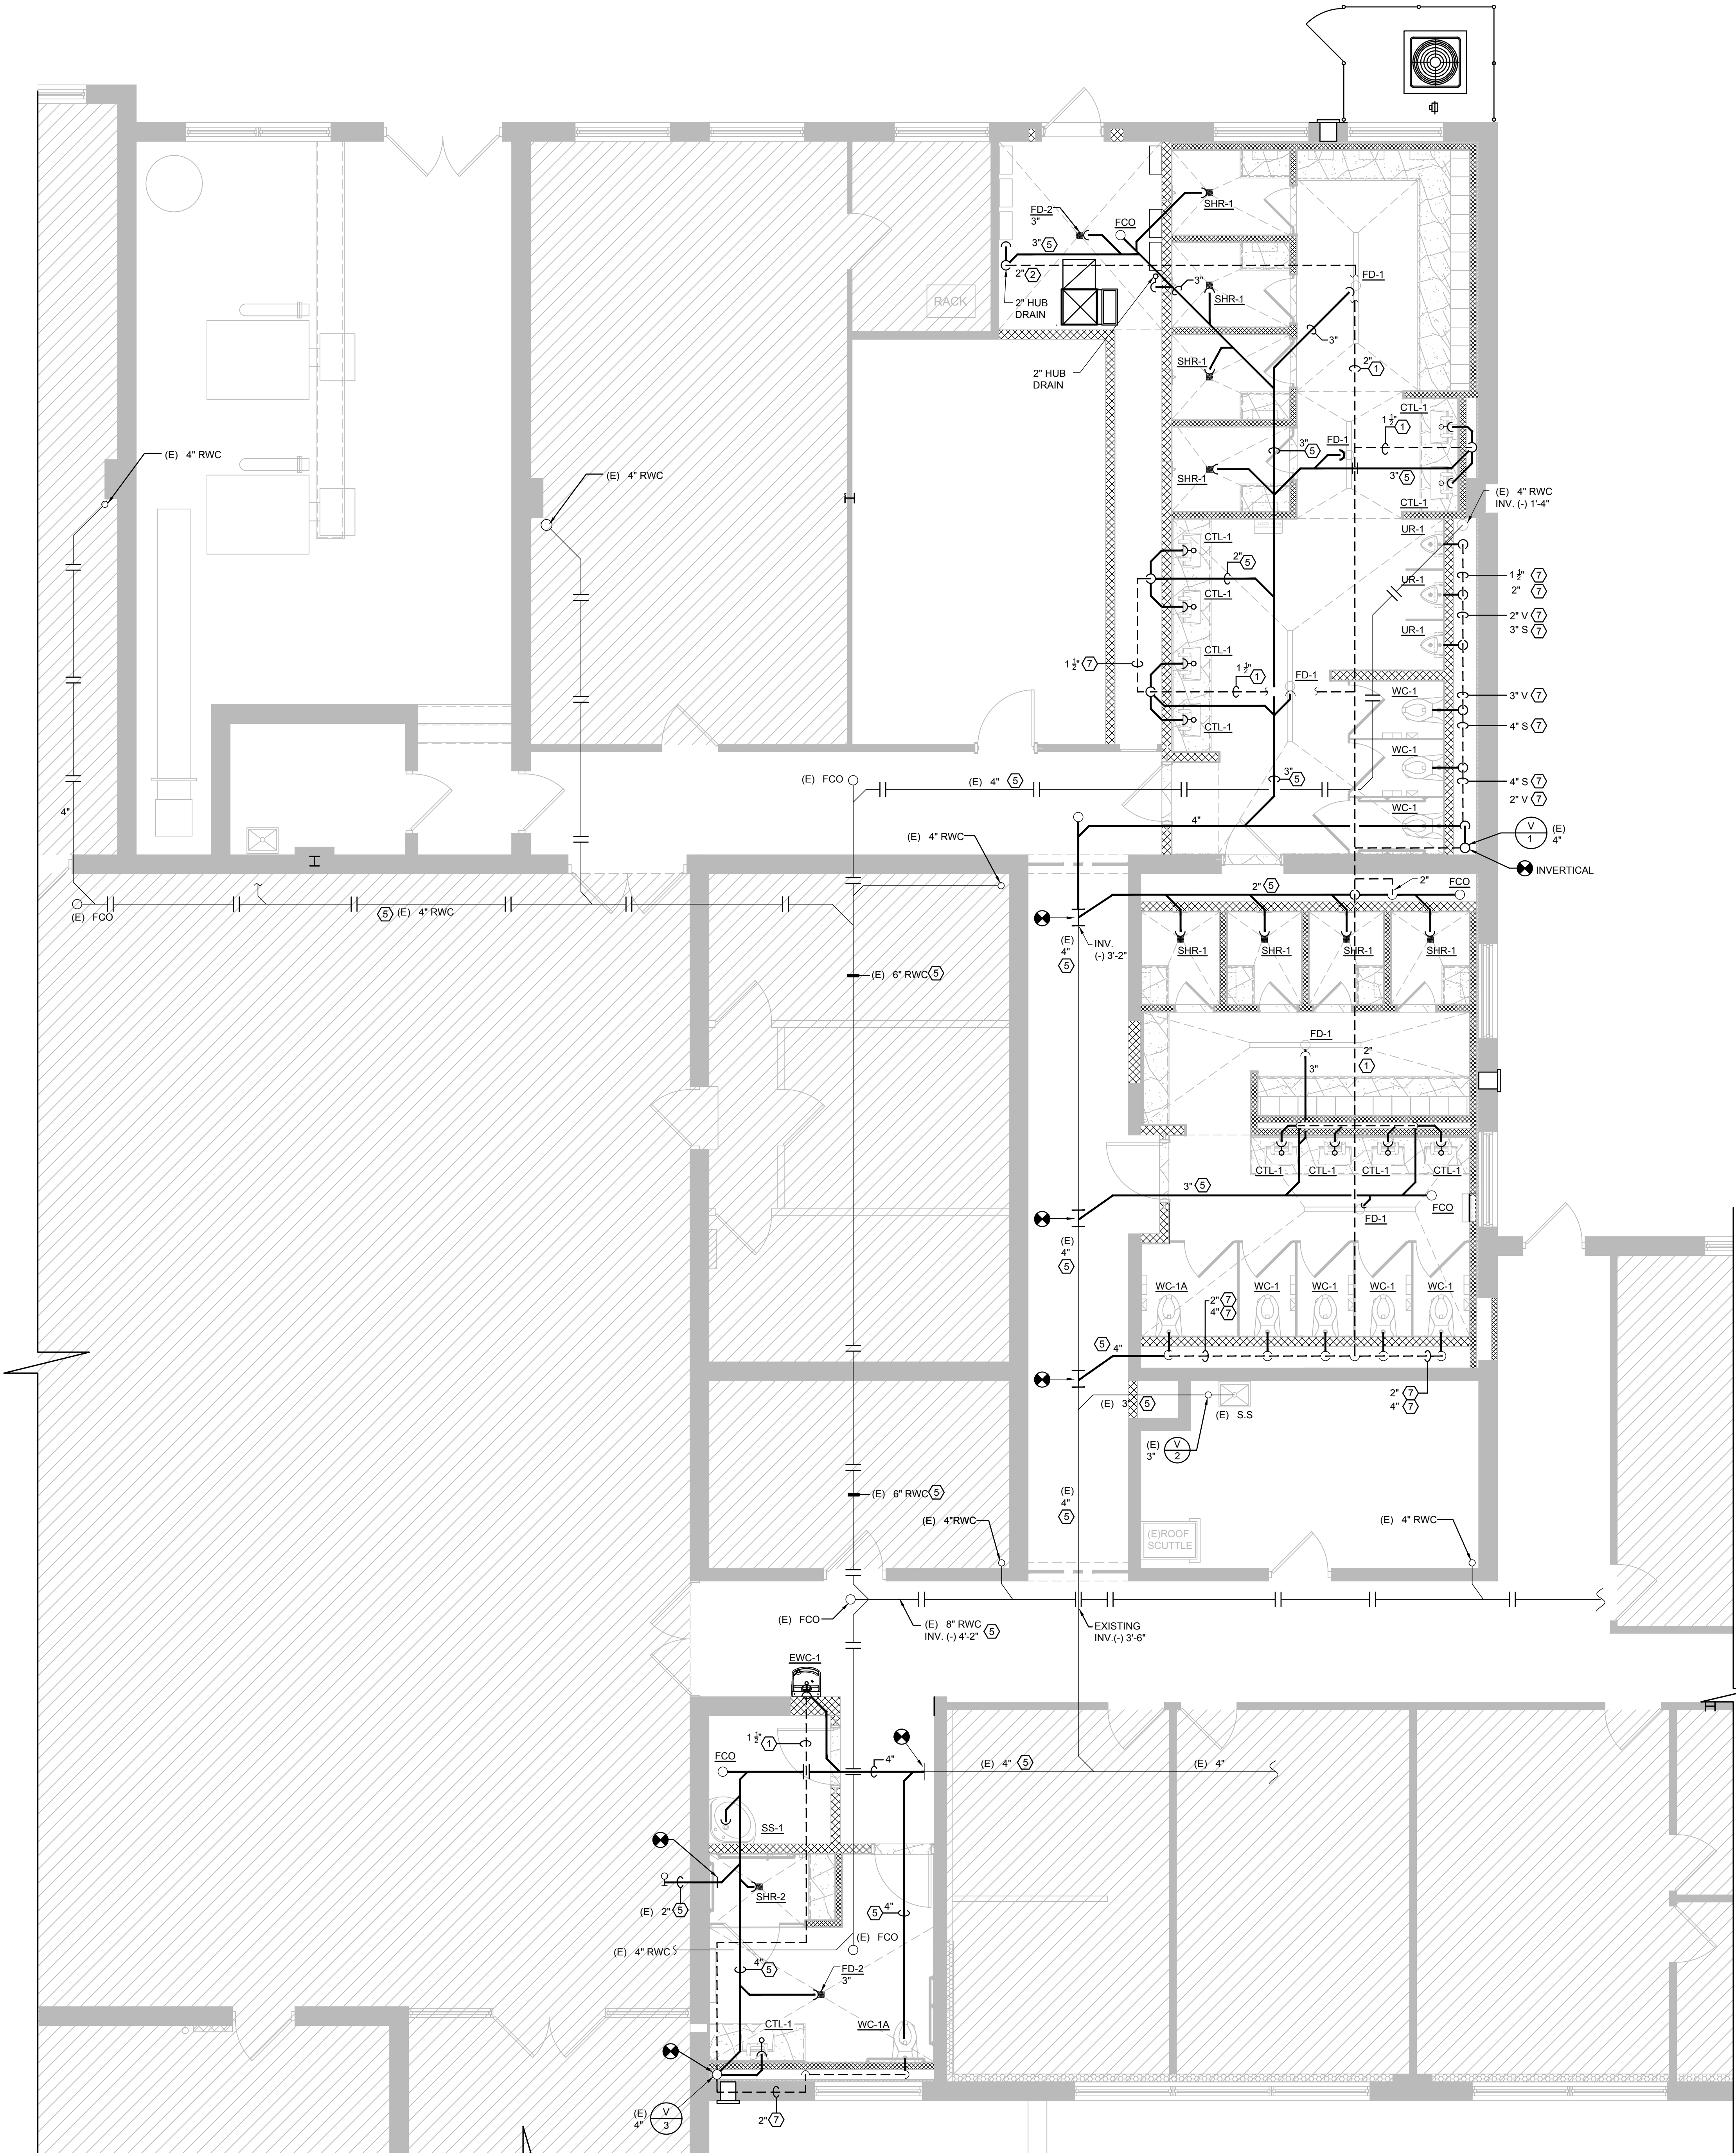 FD-2
3"
FCO
SHR-1
3" 5
2" 2
RACK
2" HUB
DRAIN
3"
SHR-1
FD-1
3"
2" HUB
DRAIN
SHR-1
2" 1
CTL-1
1 1/2" 1
3" 5
FD-1
(E) 4" RWC
(E) 4" RWC
SHR-1
3" 5
CTL-1
(E) 4" RWC
INV. (-) 1'-4"
UR-1
CTL-1
2" 5
1 1/2" 7
UR-1
2" 7
CTL-1
2" V 7
3" S 7
UR-1
CTL-1
1 1/2" 7
1 1/2" 1
FD-1
WC-1
3" V 7
CTL-1
4" S 7
WC-1
(E) FCO
(E) 4" 5
3" 5
4" S 7
2" V 7
4"
WC-1
4"
(E) 4" RWC
V
1
(E)
4"
INVERTICAL
2" 5
2"
FCO
(E) FCO
5 (E) 4" RWC
(E)
4"
5
INV.
(-) 3'-2"
SHR-1
SHR-1
SHR-1
SHR-1
(E) 6" RWC 5
FD-1
3"
2"
1
CTL-1
CTL-1
CTL-1
CTL-1
3" 5
FCO
FD-1
(E)
4"
5
WC-1A
WC-1
WC-1
WC-1
WC-1
2" 7
4" 7
5 4"
2" 7
4" 7
(E) 3" 5
(E) S.S
(E)
3"
V
2
(E) 6" RWC 5
(E)
4"
5
(E) 4"RWC
(E)ROOF
SCUTTLE
(E) 4" RWC
(E) FCO
(E) 8" RWC
INV. (-) 4'-2" 5
EXISTING
INV.(-) 3'-6"
EWC-1
1 1/2" 1
FCO
4"
(E) 4" 5
(E) 4"
SS-1
SHR-2
(E) 2" 5
5 4"
(E) FCO
(E) 4" RWC
4" 5
FD-2
3"
CTL-1
WC-1A
(E)
4"
V
3
2" 7